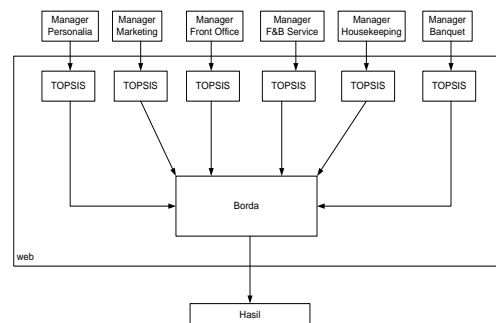 Manager
Personalia
Manager
Marketing
Manager
Front Office
Manager
F&B Service
Manager
Housekeeping
Manager
Banquet
TOPSIS
TOPSIS
TOPSIS
TOPSIS
TOPSIS
TOPSIS
Borda
web
Hasil